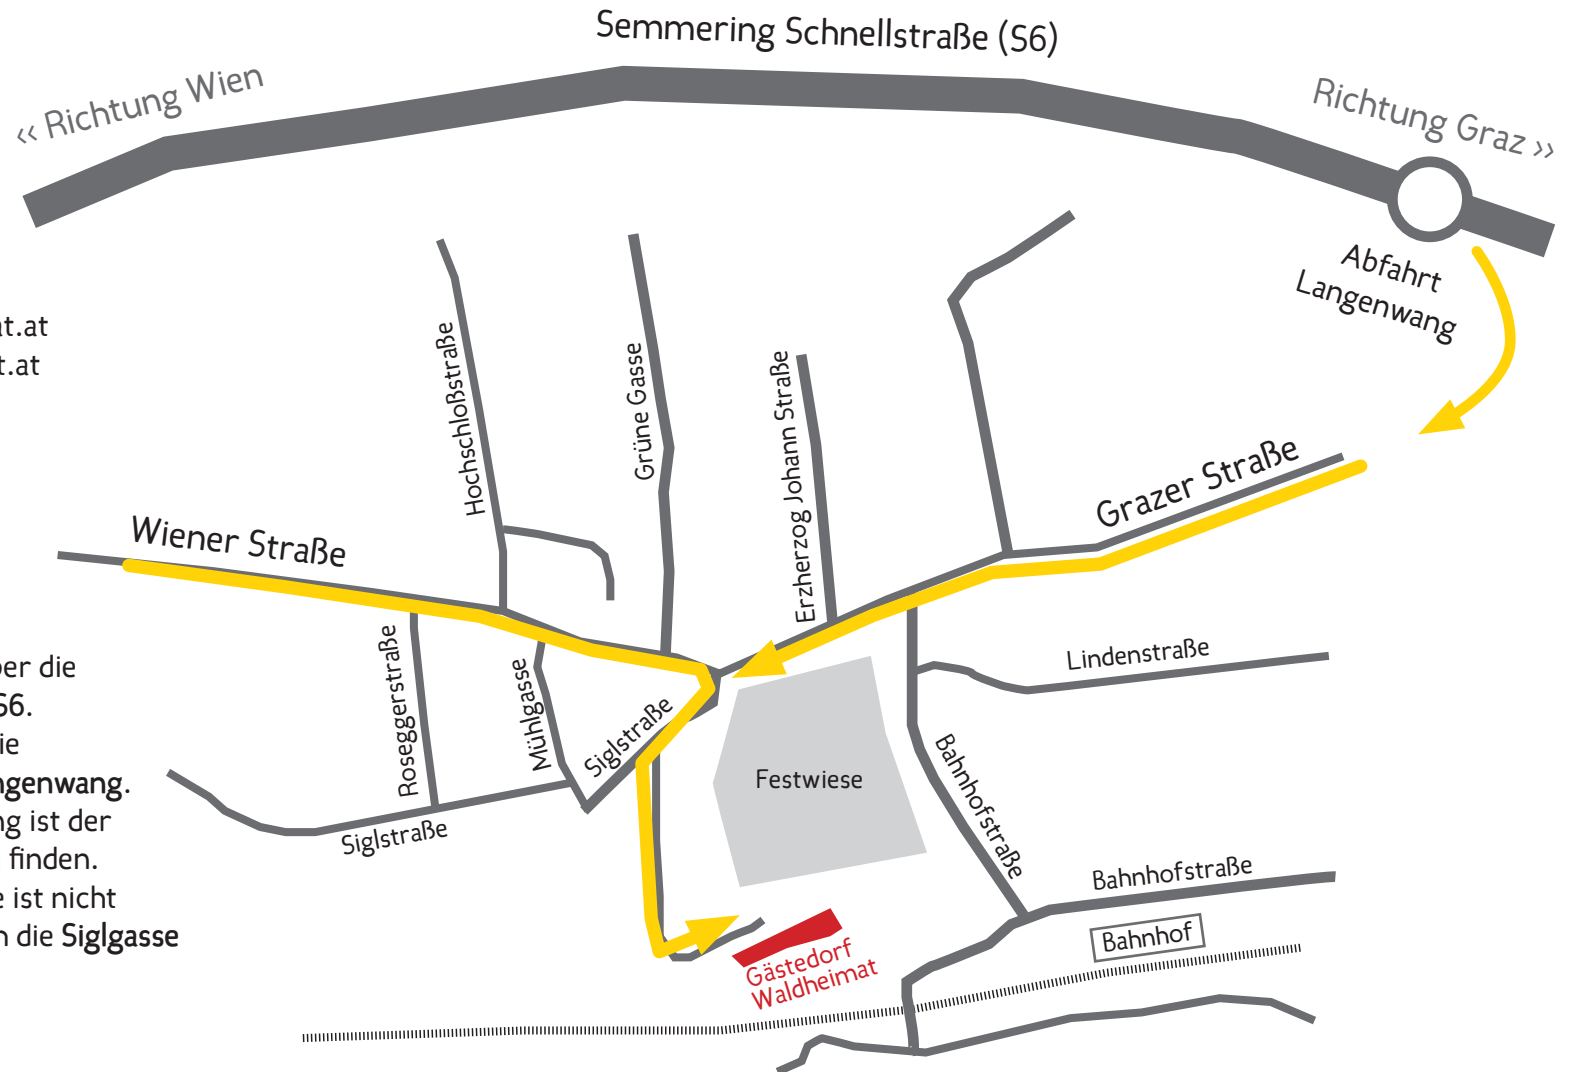 Semmering Schnellstraße (S6)
‹‹ Richtung Wien
Richtung Graz ››
Abfahrt
Langenwang
t.at
t.at
Hochschloßstraße
Grüne Gasse
Erzherzog Johann Straße
Grazer Straße
Wiener Straße
Roseggerstraße
Mühlgasse
Siglstraße
Lindenstraße
Festwiese
Bahnhofstraße
Siglstraße
Bahnhofstraße
Bahnhof
Gästedorf
Waldheimat
die
S6.
ngenwang.
ng ist der
finden.
e ist nicht
n die Siglgasse